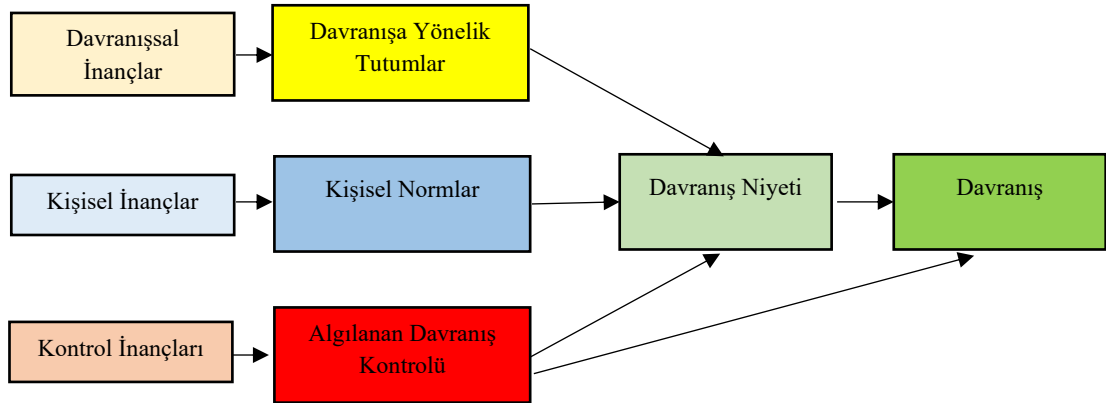 Davranışsal
İnançlar
Davranışa Yönelik
Tutumlar
Kişisel İnançlar
Kişisel Normlar
Davranış Niyeti
Davranış
Kontrol İnançları
Algılanan Davranış
Kontrolü